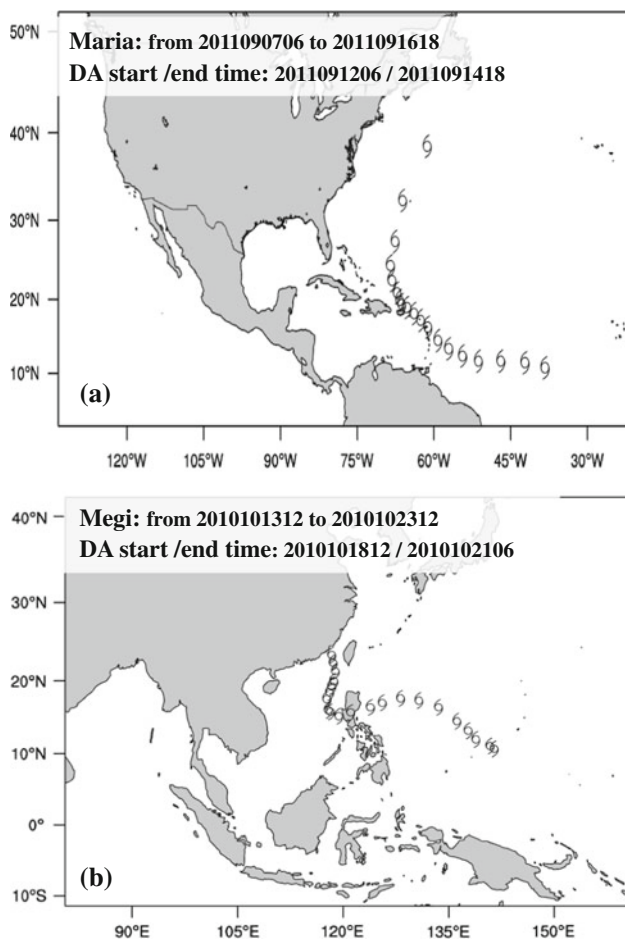 Maria: from 2011090706 to 2011091618
DA start /end time: 2011091206 / 2011091418
50°N
40°N
30°N
20°N
10°N
(a)
120°W 105°W 90°W 75°W 60°W 45°W 30°W
Megi: from 2010101312 to 2010102312
DA start /end time: 2010101812 / 2010102106
40°N
30°N
20°N
10°N
0°
10°S
(b)
90°E 105°E 120°E 135°E 150°E